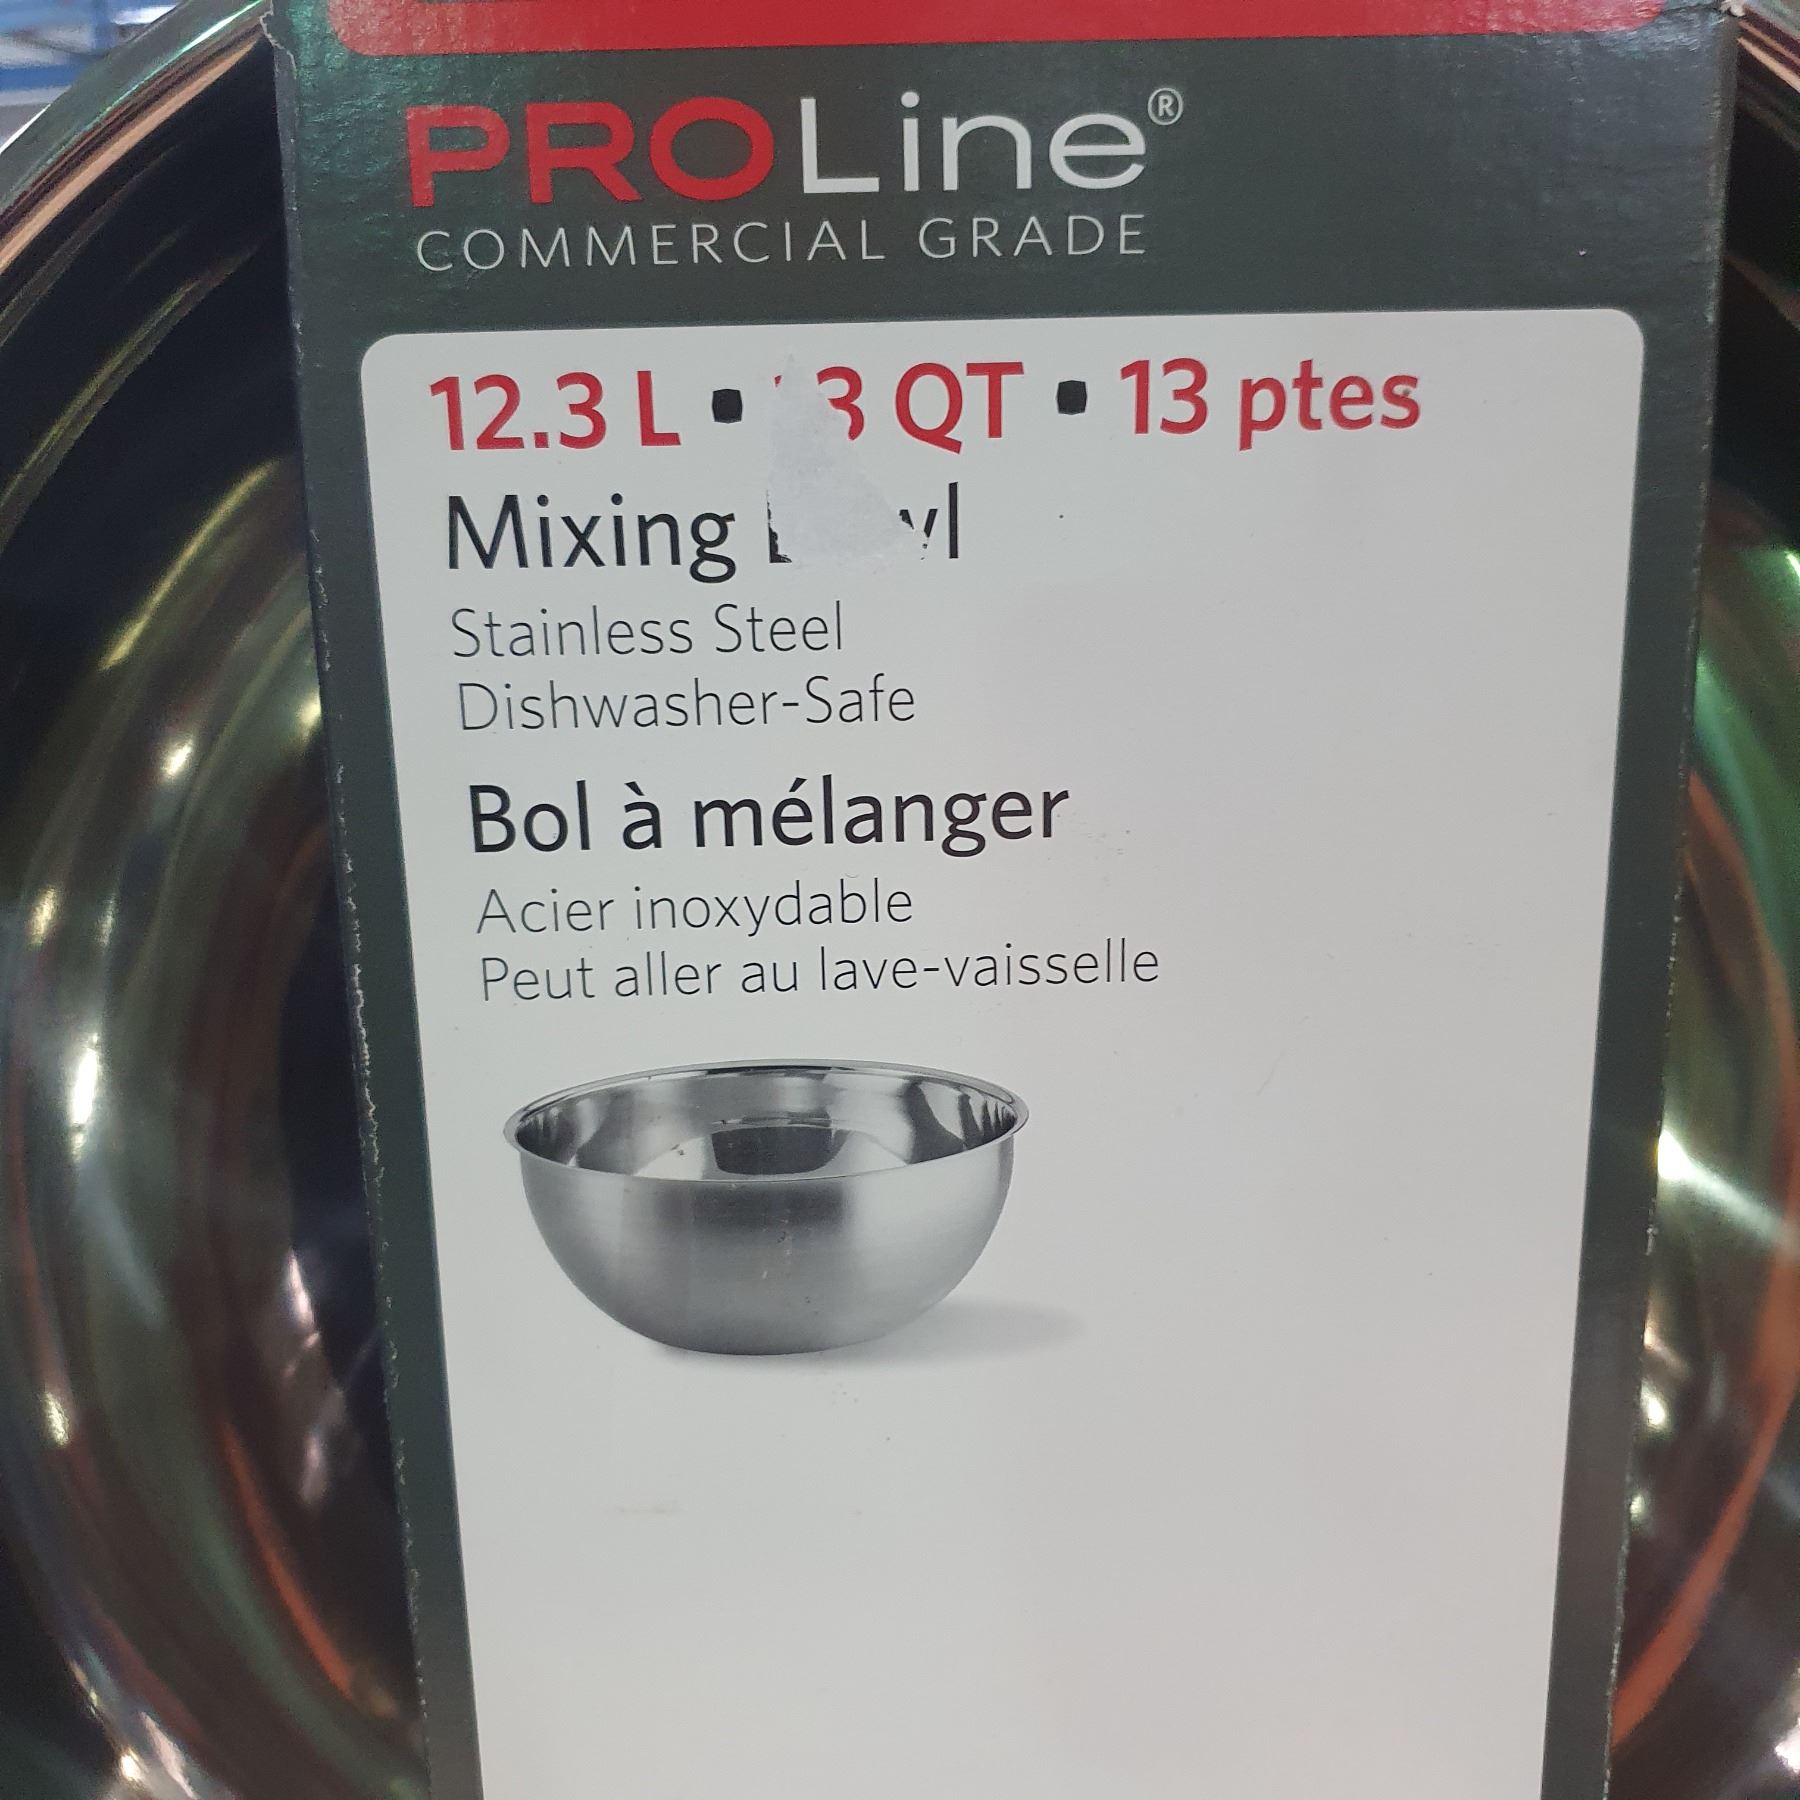 PROLine®
COMMERCIAL GRADE
12.3 L ▪ 3 QT ▪ 13 ptes
Mixing
Stainless Steel
Dishwasher-Safe
Bol à mélanger
Acier inoxydable
Peut aller au lave-vaisselle